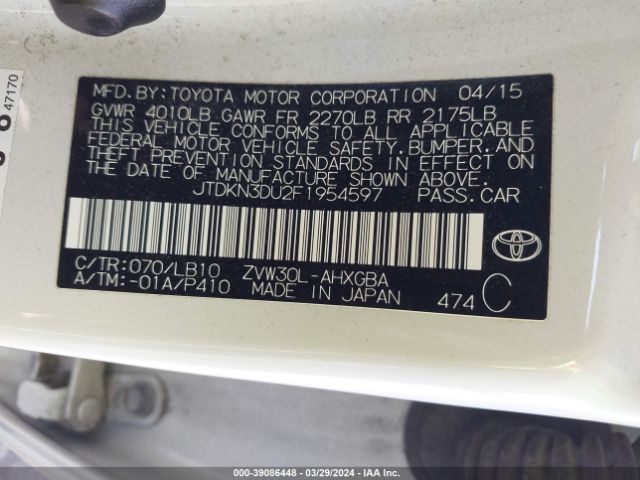 MFD. BY: TOYOTA MOTOR CORPORATION 04/15
GVWR 4010LB GAWR FR 2270LB RR 2175LB
THIS VEHICLE CONFORMS TO ALL APPLICABLE
FEDERAL MOTOR VEHICLE SAFETY, BUMPER, AND
THEFT PREVENTION STANDARDS IN EFFECT ON
THE DATE OF MANUFACTURE SHOWN ABOVE.
JTDKN3DU2F1954597 PASS. CAR
C/TR: 070/LB10 ZVW30L-AHXGBA
A/TM: -01A/P410 MADE IN JAPAN 474 C
TOYOTA
47170
000-39086448 - 03/29/2024 - IAA Inc.